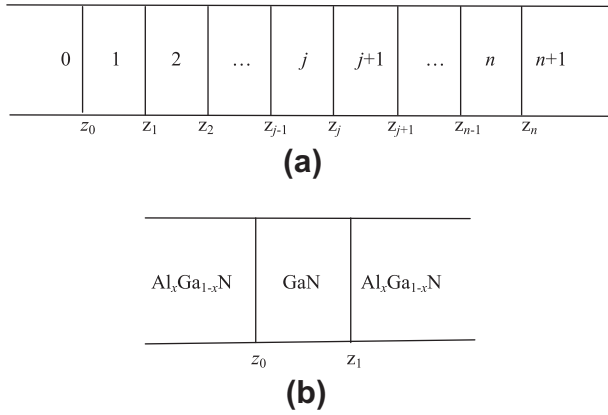 0 1 2 ... j j+1 ... n n+1
z₀ z₁ z₂ zⱼ₋₁ zⱼ zⱼ₊₁ zₙ₋₁ zₙ
(a)
AlₓGa₁₋ₓN GaN AlₓGa₁₋ₓN
z₀ z₁
(b)